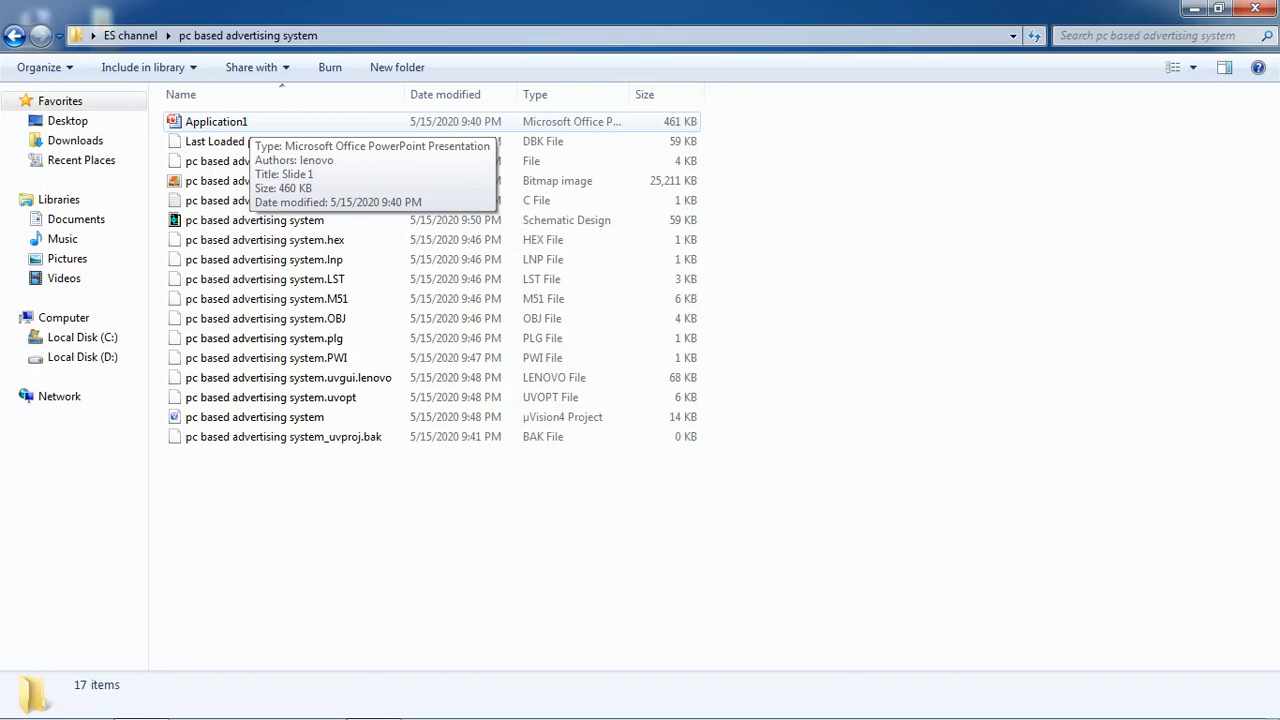 ES channel pc based advertising system Search pc based advertising system
Organize Include in library Share with Burn New folder
Favorites
Desktop
Downloads
Recent Places
Libraries
Documents
Music
Pictures
Videos
Computer
Local Disk (C:)
Local Disk (D:)
Network
Name Date modified Type Size
Application1 5/15/2020 9:40 PM Microsoft Office P... 461 KB
Last Loaded DBK File 59 KB
pc based adv File 4 KB
pc based adv Bitmap image 25,211 KB
pc based adv C File 1 KB
Type: Microsoft Office PowerPoint Presentation
Authors: lenovo
Title: Slide 1
Size: 460 KB
Date modified: 5/15/2020 9:40 PM
pc based advertising system 5/15/2020 9:50 PM Schematic Design 59 KB
pc based advertising system.hex 5/15/2020 9:46 PM HEX File 1 KB
pc based advertising system.lnp 5/15/2020 9:46 PM LNP File 1 KB
pc based advertising system.LST 5/15/2020 9:46 PM LST File 3 KB
pc based advertising system.M51 5/15/2020 9:46 PM M51 File 6 KB
pc based advertising system.OBJ 5/15/2020 9:46 PM OBJ File 4 KB
pc based advertising system.plg 5/15/2020 9:46 PM PLG File 1 KB
pc based advertising system.PWI 5/15/2020 9:47 PM PWI File 1 KB
pc based advertising system.uvgui.lenovo 5/15/2020 9:48 PM LENOVO File 68 KB
pc based advertising system.uvopt 5/15/2020 9:48 PM UVOPT File 6 KB
pc based advertising system 5/15/2020 9:48 PM µVision4 Project 14 KB
pc based advertising system_uvproj.bak 5/15/2020 9:41 PM BAK File 0 KB
17 items